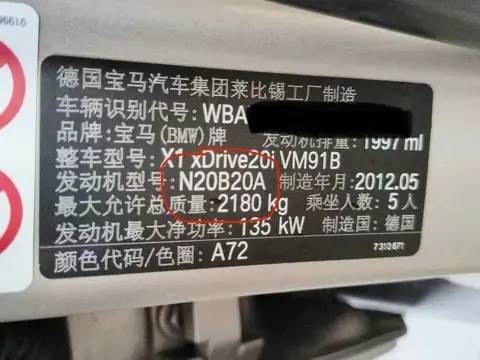 德国宝马汽车集团莱比锡工厂制造
车辆识别代号: WBA
品牌: 宝马(BMW)牌 发动机排量: 1997 ml
整车型号: X1 xDrive20i VM91B
发动机型号: N20B20A 制造年月: 2012.05
最大允许总质量: 2180 kg 乘坐人数: 5人
发动机最大净功率: 135 kW 制造国: 德国
颜色代码/色圈: A72
7310671